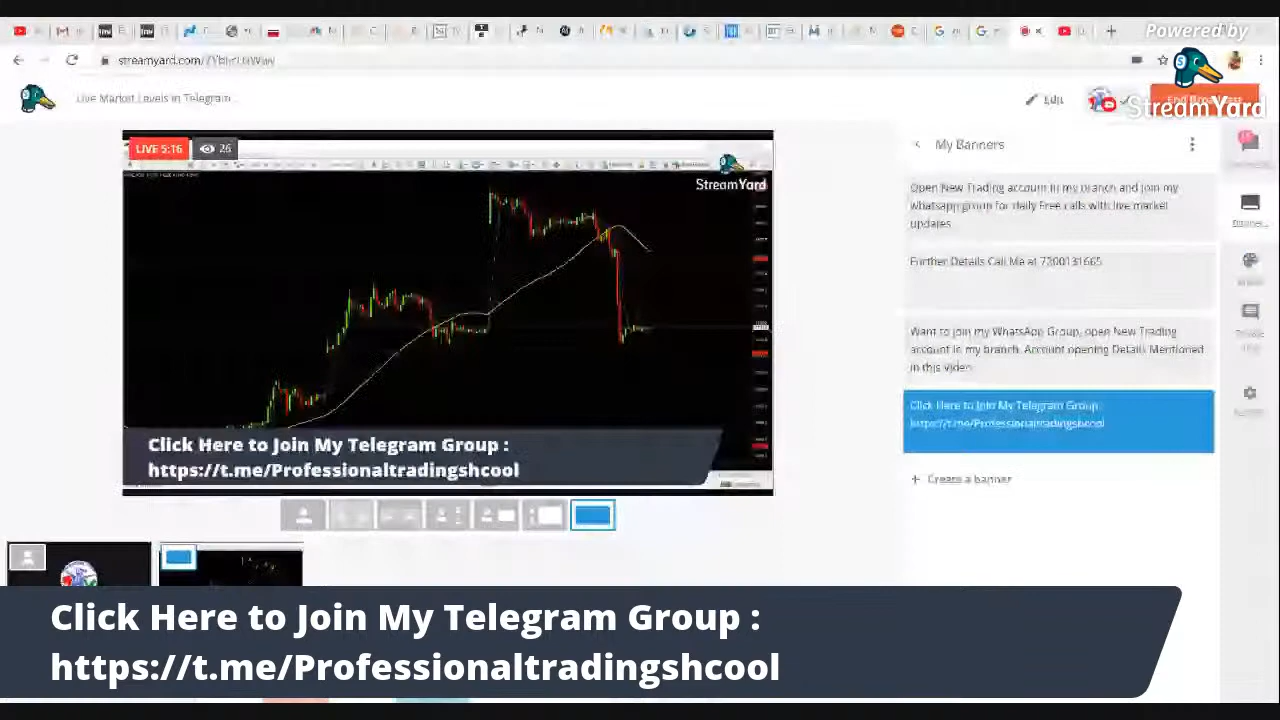 Powered by
streamyard.com/
StreamYard
Live Market Levels in Telegram
Edit
End Broadcast
LIVE 5:16
26
StreamYard
My Banners
Open New Trading account in my branch and join my
whatsapp group for daily Free calls with live market
updates
Further Details Call Me at 7200131665
Want to join my WhatsApp Group, open New Trading
account in my branch. Account opening Details Mentioned
in this Video
Click Here to Join My Telegram Group :
https://t.me/Professionaltradingshcool
Click Here to Join My Telegram Group :
https://t.me/Professionaltradingshcool
+ Create a banner
Click Here to Join My Telegram Group :
https://t.me/Professionaltradingshcool